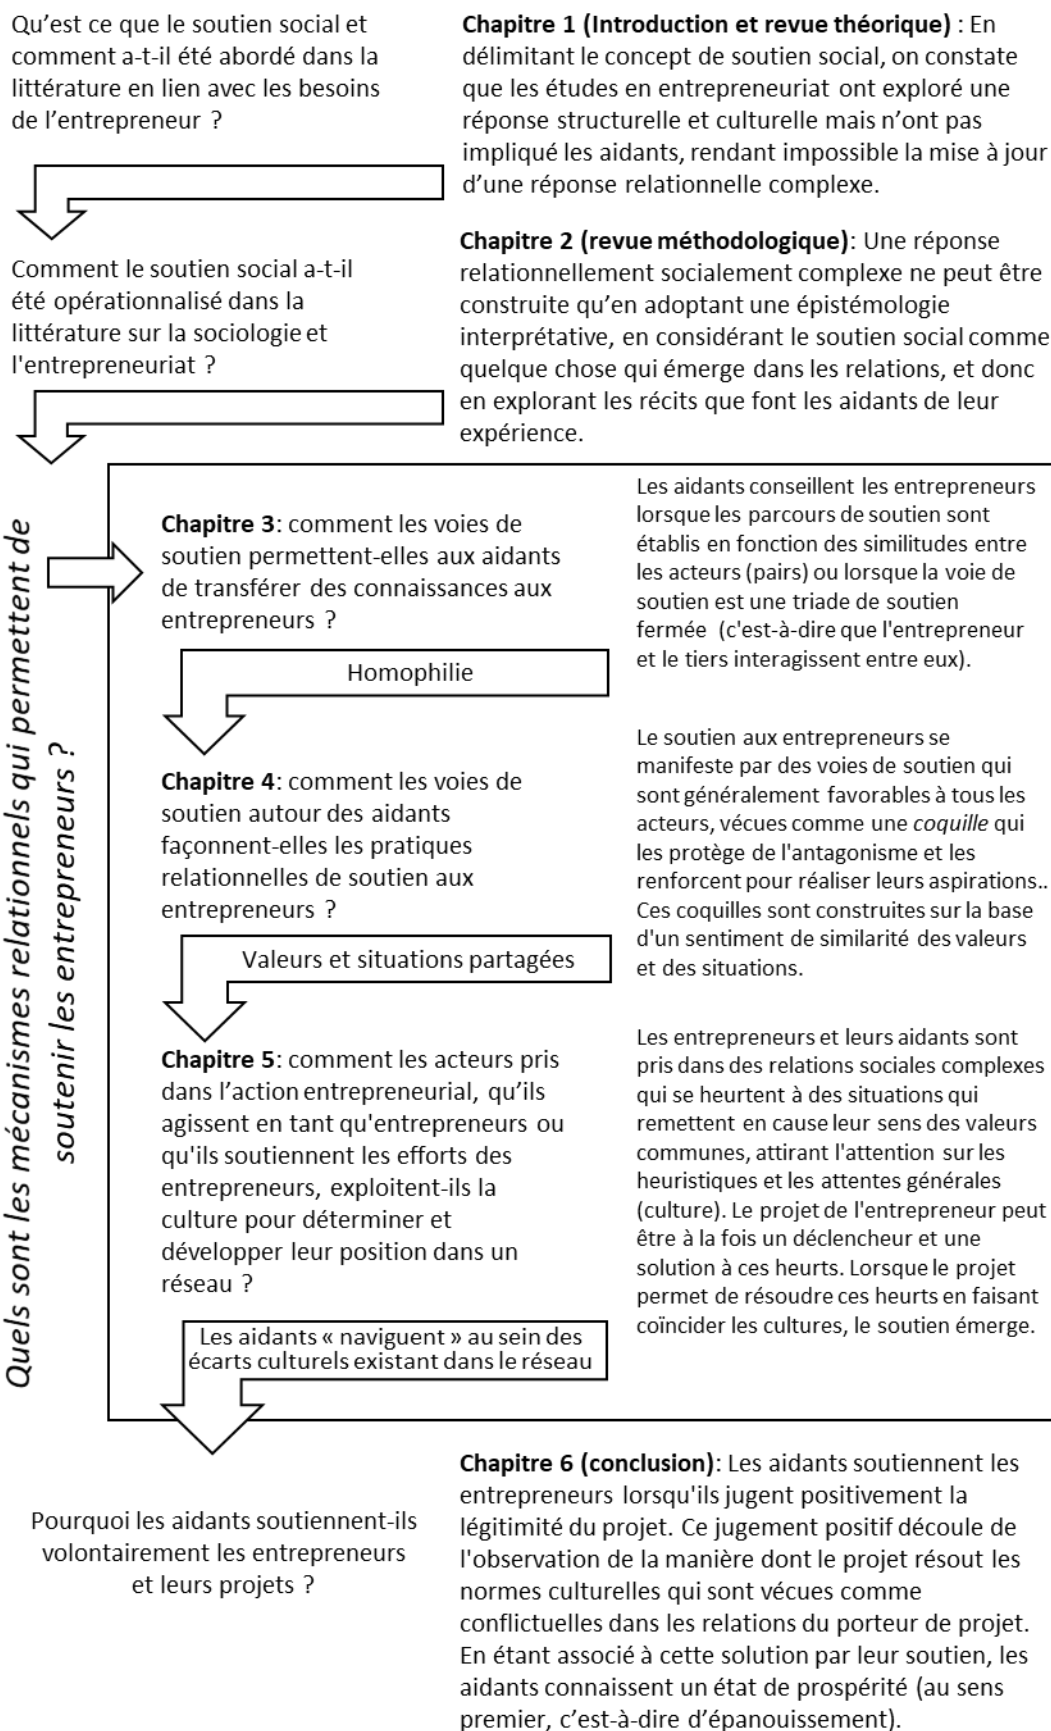 Qu’est ce que le soutien social et
comment a-t-il été abordé dans la
littérature en lien avec les besoins
de l’entrepreneur ?
Chapitre 1 (Introduction et revue théorique) : En
délimitant le concept de soutien social, on constate
que les études en entrepreneuriat ont exploré une
réponse structurelle et culturelle mais n’ont pas
impliqué les aidants, rendant impossible la mise à jour
d’une réponse relationnelle complexe.
Comment le soutien social a-t-il
été opérationnalisé dans la
littérature sur la sociologie et
l'entrepreneuriat ?
Chapitre 2 (revue méthodologique): Une réponse
relationnellement socialement complexe ne peut être
construite qu’en adoptant une épistémologie
interprétative, en considérant le soutien social comme
quelque chose qui émerge dans les relations, et donc
en explorant les récits que font les aidants de leur
expérience.
Quels sont les mécanismes relationnels qui permettent de
soutenir les entrepreneurs ?
Chapitre 3: comment les voies de
soutien permettent-elles aux aidants
de transférer des connaissances aux
entrepreneurs ?
Les aidants conseillent les entrepreneurs
lorsque les parcours de soutien sont
établis en fonction des similitudes entre
les acteurs (pairs) ou lorsque la voie de
soutien est une triade de soutien
fermée (c'est-à-dire que l'entrepreneur
et le tiers interagissent entre eux).
Homophilie
Chapitre 4: comment les voies de
soutien autour des aidants
façonnent-elles les pratiques
relationnelles de soutien aux
entrepreneurs ?
Le soutien aux entrepreneurs se
manifeste par des voies de soutien qui
sont généralement favorables à tous les
acteurs, vécues comme une coquille qui
les protège de l'antagonisme et les
renforcent pour réaliser leurs aspirations..
Ces coquilles sont construites sur la base
d'un sentiment de similarité des valeurs
et des situations.
Valeurs et situations partagées
Chapitre 5: comment les acteurs pris
dans l’action entrepreneurial, qu’ils
agissent en tant qu'entrepreneurs ou
qu'ils soutiennent les efforts des
entrepreneurs, exploitent-ils la
culture pour déterminer et
développer leur position dans un
réseau ?
Les entrepreneurs et leurs aidants sont
pris dans des relations sociales complexes
qui se heurtent à des situations qui
remettent en cause leur sens des valeurs
communes, attirant l'attention sur les
heuristiques et les attentes générales
(culture). Le projet de l'entrepreneur peut
être à la fois un déclencheur et une
solution à ces heurts. Lorsque le projet
permet de résoudre ces heurts en faisant
coïncider les cultures, le soutien émerge.
Les aidants « naviguent » au sein des
écarts culturels existant dans le réseau
Pourquoi les aidants soutiennent-ils
volontairement les entrepreneurs
et leurs projets ?
Chapitre 6 (conclusion): Les aidants soutiennent les
entrepreneurs lorsqu'ils jugent positivement la
légitimité du projet. Ce jugement positif découle de
l'observation de la manière dont le projet résout les
normes culturelles qui sont vécues comme
conflictuelles dans les relations du porteur de projet.
En étant associé à cette solution par leur soutien, les
aidants connaissent un état de prospérité (au sens
premier, c’est-à-dire d’épanouissement).